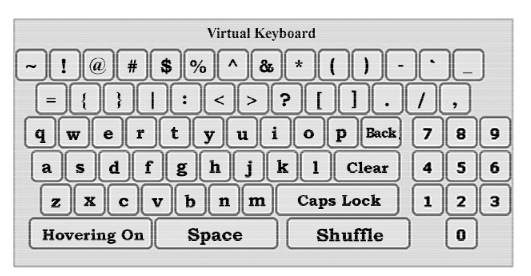 Virtual Keyboard
~ ! @ # $ % ^ & * ( ) - ` _
= { } | : < > ? [ ] . / ,
q w e r t y u i o p Back 7 8 9
a s d f g h j k l Clear 4 5 6
z x c v b n m Caps Lock 1 2 3
Hovering On Space Shuffle 0